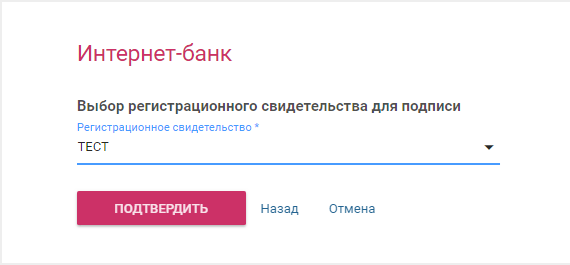 Интернет-банк
Выбор регистрационного свидетельства для подписи
Регистрационное свидетельство *
ТЕСТ
ПОДТВЕРДИТЬ Назад Отмена